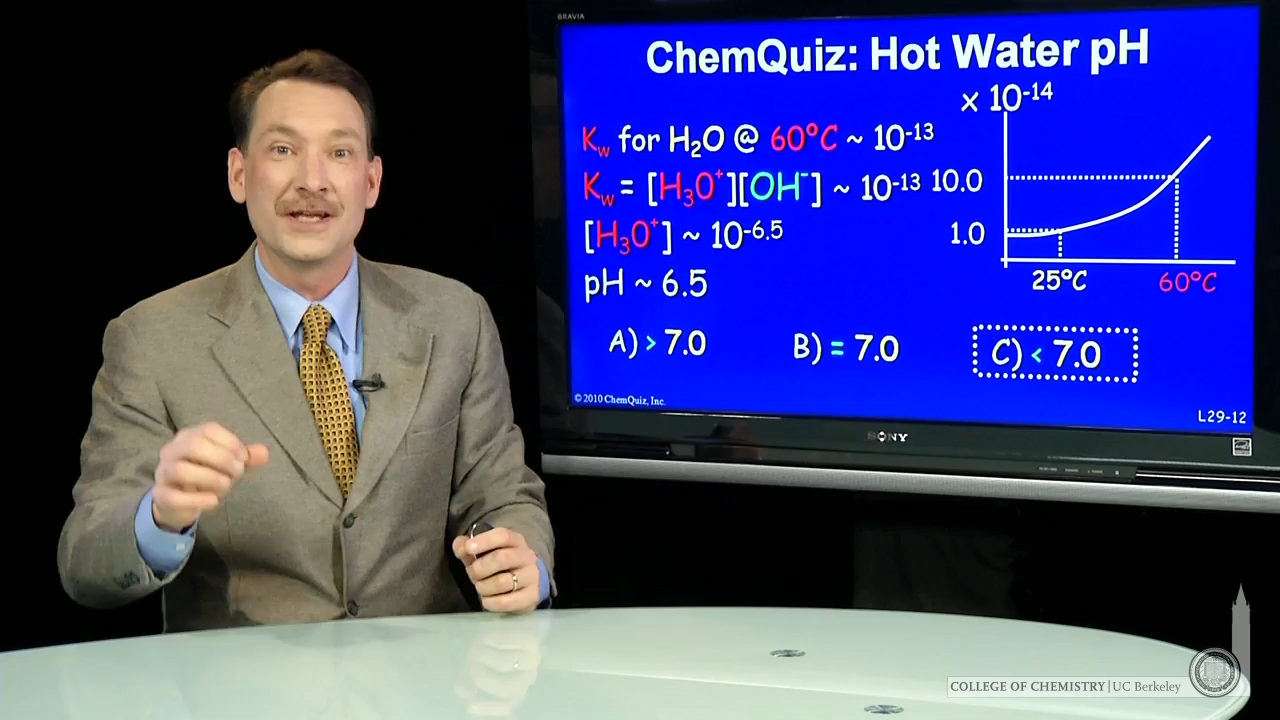 BRAVIA
ChemQuiz: Hot Water pH
x 10⁻¹⁴
Kw for H₂O @ 60°C ~ 10⁻¹³
Kw = [H₃0⁺][OH⁻] ~ 10⁻¹³
10.0
[H₃0⁺] ~ 10⁻⁶·⁵
1.0
pH ~ 6.5
25°C
60°C
A) > 7.0
B) = 7.0
C) < 7.0
© 2010 ChemQuiz, Inc.
L29-12
SONY
COLLEGE OF CHEMISTRY | UC Berkeley